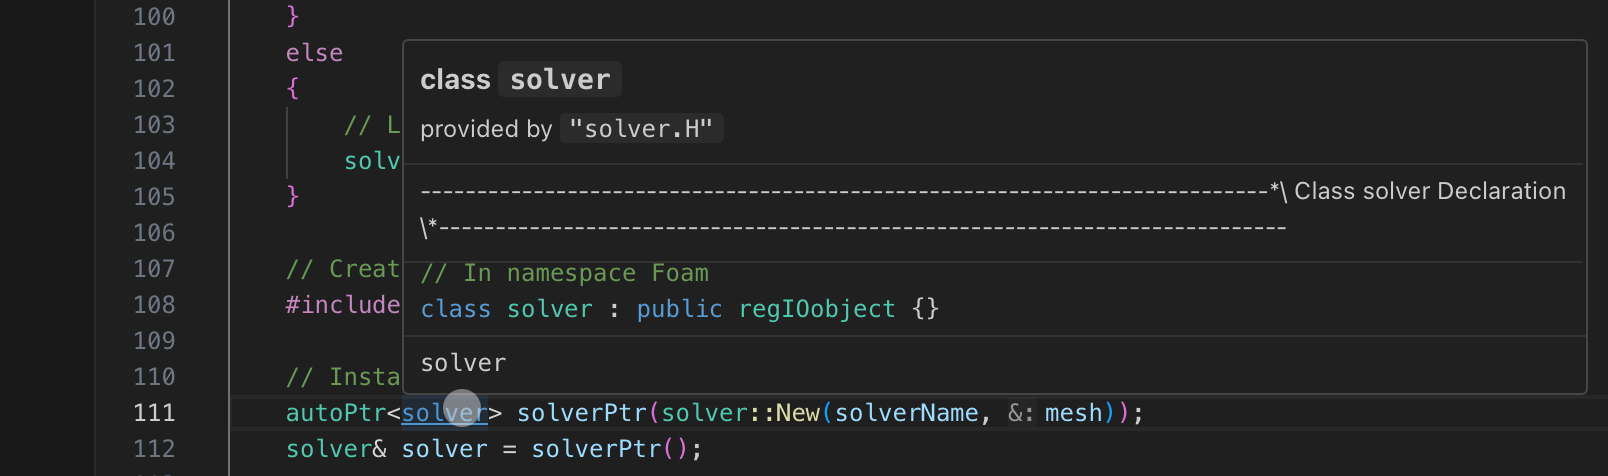 100 }
101 else
102 {
103 // L
104 solv
105 }
106
107 // Creat
108 #include
109
110 // Insta
111 autoPtr<solver> solverPtr(solver::New(solverName, &: mesh));
112 solver& solver = solverPtr();
class solver
provided by "solver.H"
---------------------------------------------------------------------------*\ Class solver Declaration
\*---------------------------------------------------------------------------
// In namespace Foam
class solver : public regIOobject {}
solver